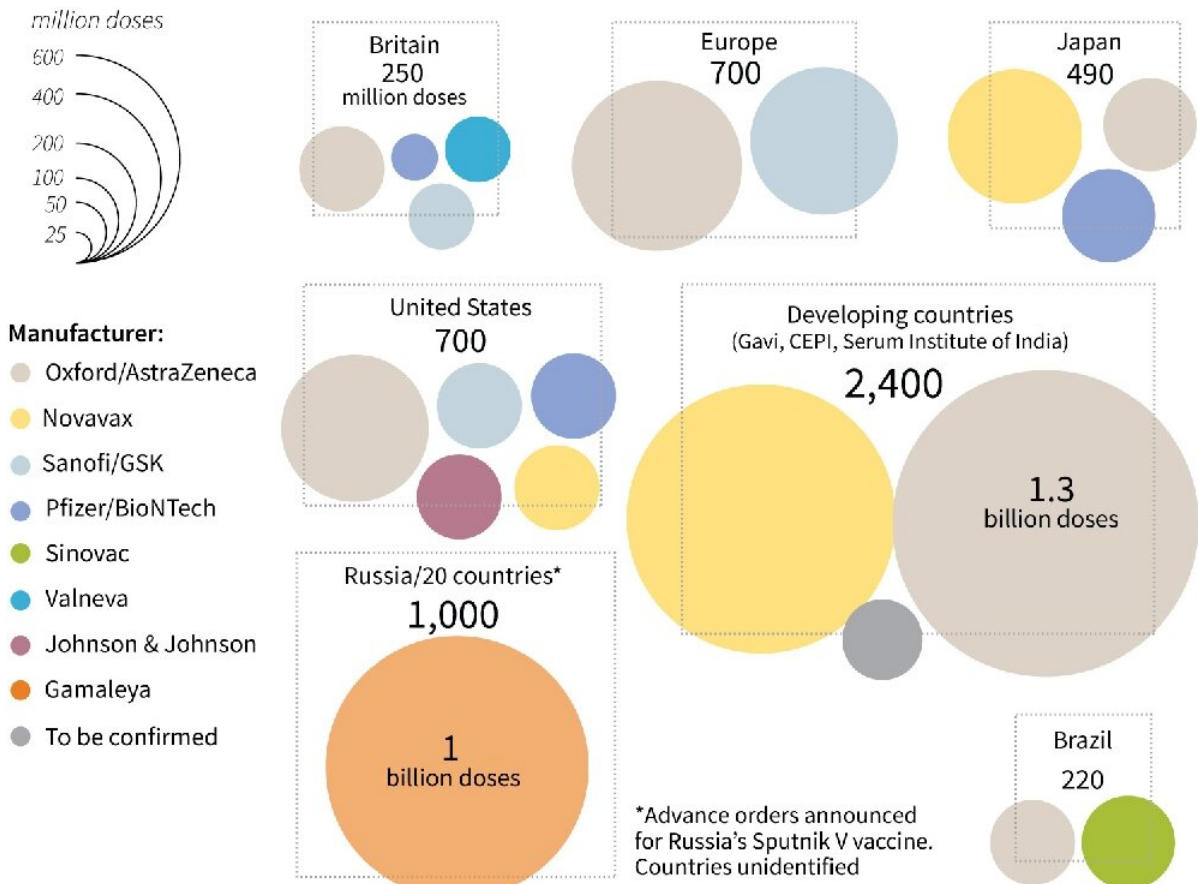 million doses
600
400
200
100
50
25
Britain
250
million doses
Europe
700
Japan
490
Manufacturer:
Oxford/AstraZeneca
Novavax
Sanofi/GSK
Pfizer/BioNTech
Sinovac
Valneva
Johnson & Johnson
Gamaleya
To be confirmed
United States
700
Developing countries
(Gavi, CEPI, Serum Institute of India)
2,400
1.3
billion doses
Russia/20 countries*
1,000
1
billion doses
*Advance orders announced
for Russia's Sputnik V vaccine.
Countries unidentified
Brazil
220